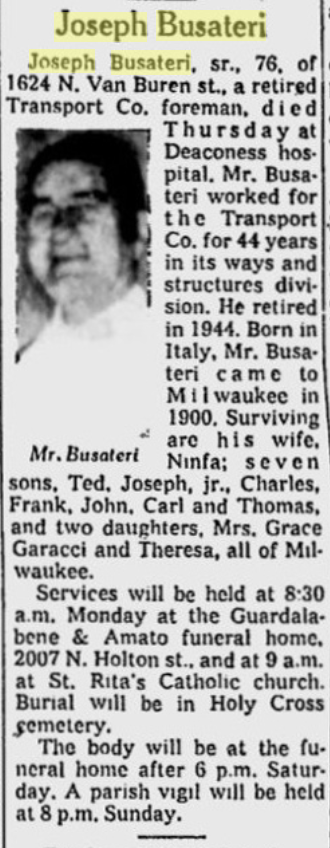 Joseph Busateri
Joseph Busateri, sr., 76, of
1624 N. Van Buren st., a retired
Transport Co. foreman, died
Thursday at
Deaconess hos-
pital. Mr. Busa-
teri worked for
the Transport
Co. for 44 years
in its ways and
structures divi-
sion. He retired
in 1944. Born in
Italy, Mr. Busa-
teri came to
Milwaukee in
1900. Surviving
are his wife,
Ninfa; seven
Mr. Busateri
sons, Ted, Joseph, jr., Charles,
Frank, John, Carl and Thomas,
and two daughters, Mrs. Grace
Garacci and Theresa, all of Mil-
waukee.
Services will be held at 8:30
a.m. Monday at the Guardala-
bene & Amato funeral home,
2007 N. Holton st., and at 9 a.m.
at St. Rita's Catholic church.
Burial will be in Holy Cross
cemetery.
The body will be at the fu-
neral home after 6 p.m. Satur-
day. A parish vigil will be held
at 8 p.m. Sunday.